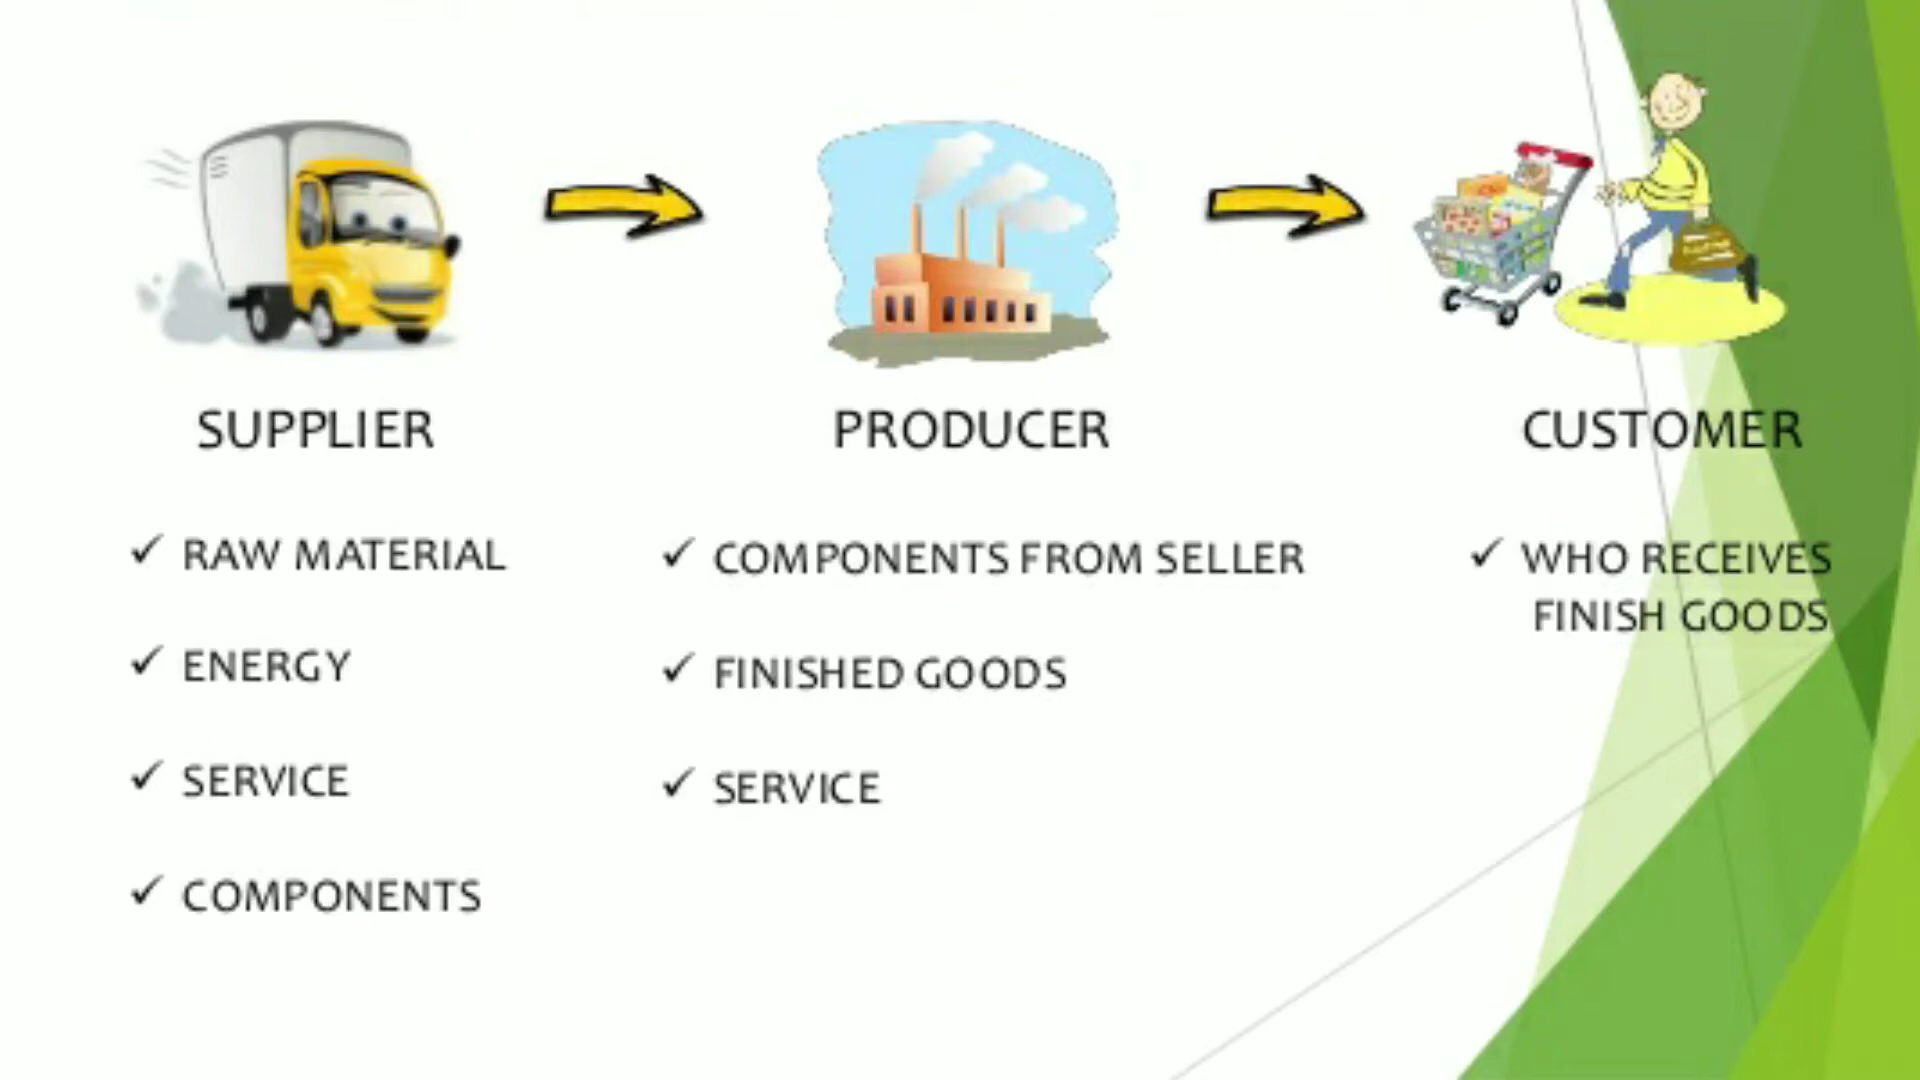 SUPPLIER
PRODUCER
CUSTOMER
✓ RAW MATERIAL
✓ ENERGY
✓ SERVICE
✓ COMPONENTS
✓ COMPONENTS FROM SELLER
✓ FINISHED GOODS
✓ SERVICE
✓ WHO RECEIVES
FINISH GOODS